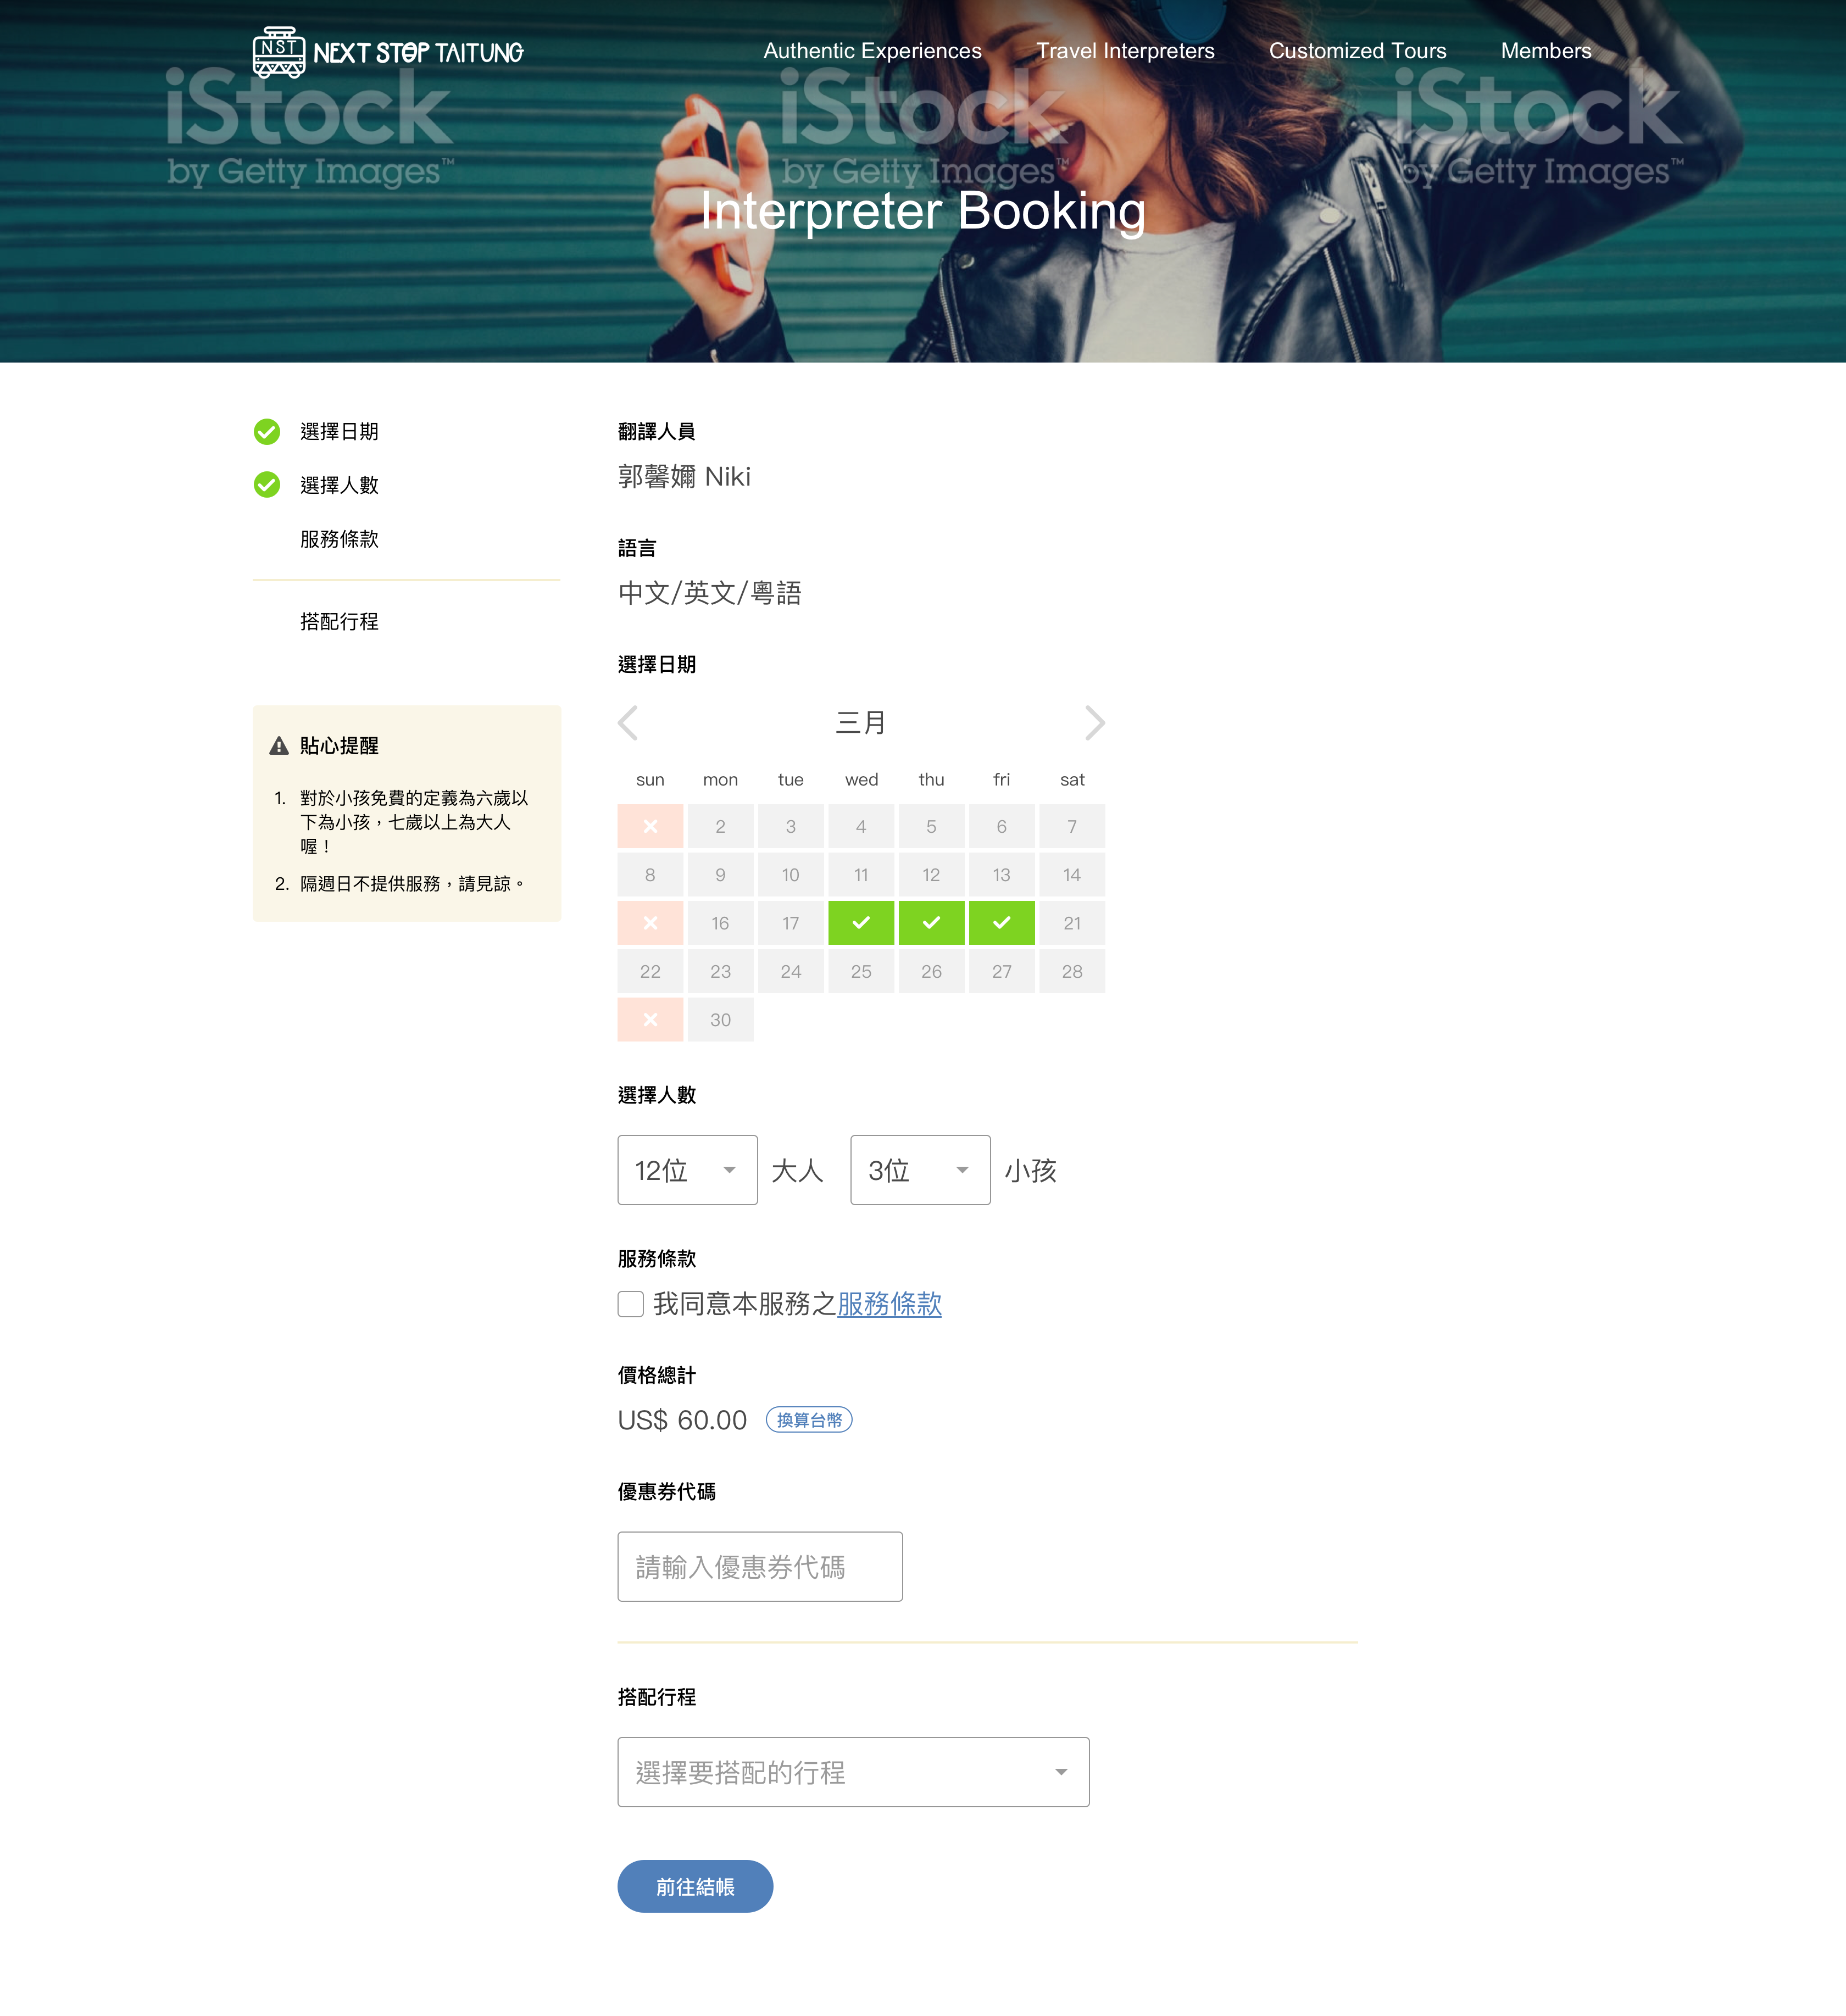 NST NEXT STOP TAITUNG
Authentic Experiences
Travel Interpreters
Customized Tours
Members
iStock iStock iStock
by Getty Images™ by Getty Images™ by Getty Images™
Interpreter Booking
選擇日期
選擇人數
服務條款
搭配行程
貼心提醒
1. 對於小孩免費的定義為六歲以
下為小孩，七歲以上為大人
喔！
2. 隔週日不提供服務，請見諒。
翻譯人員
郭馨嬭 Niki
語言
中文/英文/粵語
選擇日期
三月
sun mon tue wed thu fri sat
2 3 4 5 6 7
8 9 10 11 12 13 14
16 17 21
22 23 24 25 26 27 28
30
選擇人數
12位 大人 3位 小孩
服務條款
我同意本服務之服務條款
價格總計
US$ 60.00 換算台幣
優惠券代碼
請輸入優惠券代碼
搭配行程
選擇要搭配的行程
前往結帳